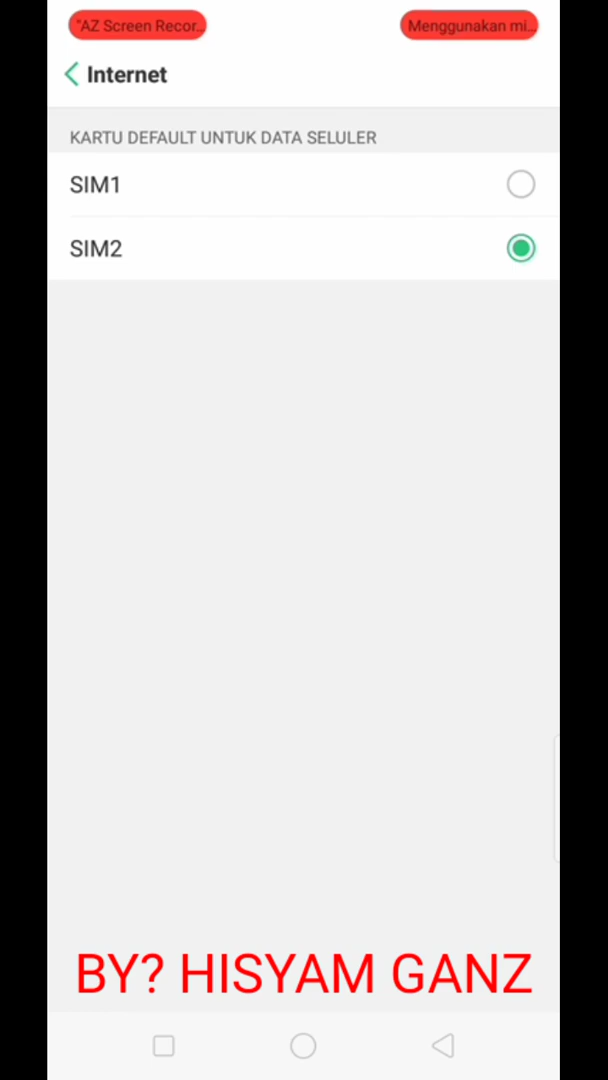 "AZ Screen Recor...
Menggunakan mi...
Internet
KARTU DEFAULT UNTUK DATA SELULER
SIM1
SIM2
BY? HISYAM GANZ